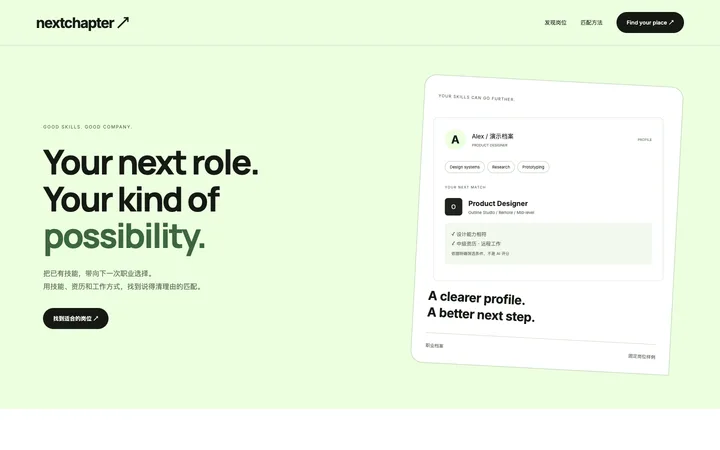 nextchapter ↗
发现岗位
匹配方法
Find your place ↗
GOOD SKILLS. GOOD COMPANY.
Your next role.
Your kind of
possibility.
把已有技能，带向下一次职业选择。
用技能、资历和工作方式，找到说得清理由的匹配。
找到适合的岗位 ↗
YOUR SKILLS CAN GO FURTHER.
A
Alex / 演示档案
PRODUCT DESIGNER
PROFILE
Design systems
Research
Prototyping
YOUR NEXT MATCH
O
Product Designer
Outline Studio / Remote / Mid-level
✓ 设计能力相符
✓ 中级资历 · 远程工作
A clearer profile.
A better next step.
职业档案
固定岗位样例